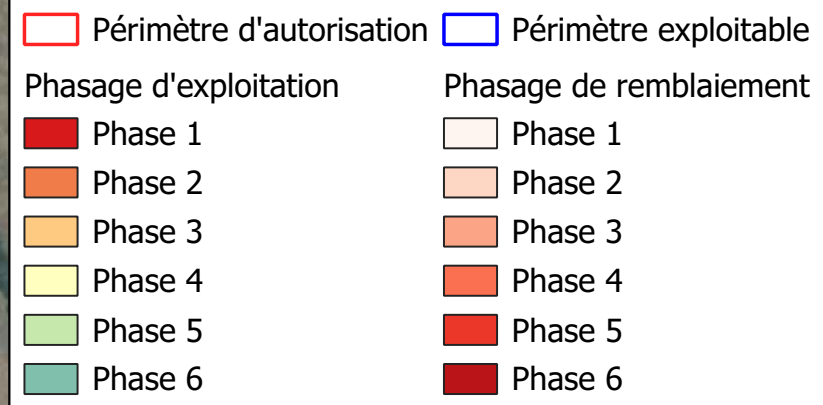 Périmètre d'autorisation Périmètre exploitable
Phasage d'exploitation Phasage de remblaiement
Phase 1 Phase 1
Phase 2 Phase 2
Phase 3 Phase 3
Phase 4 Phase 4
Phase 5 Phase 5
Phase 6 Phase 6